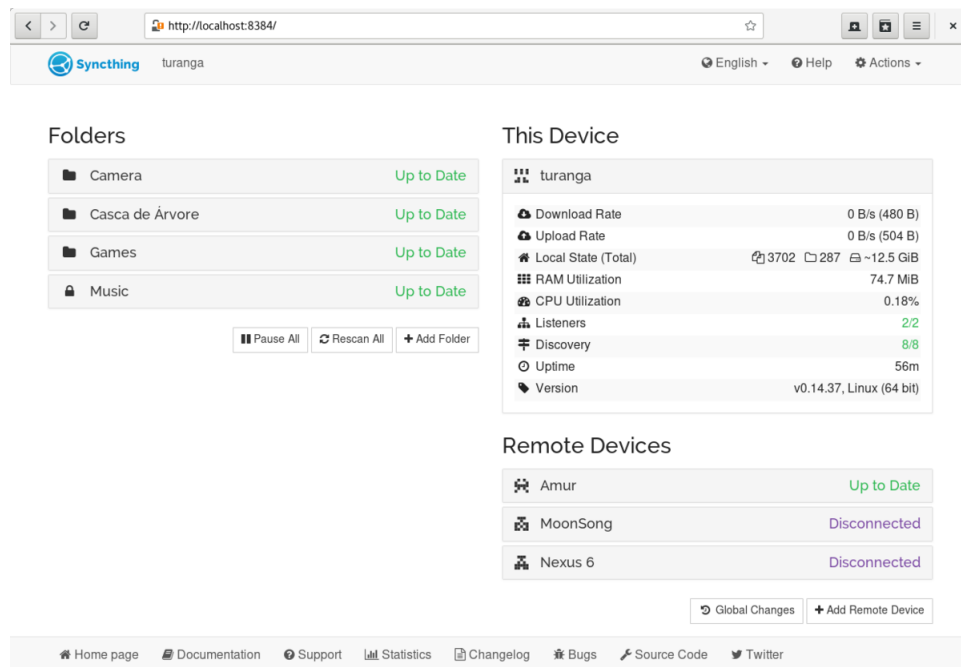 http://localhost:8384/
Syncthing turanga English Help Actions
Folders
Camera Up to Date
Casca de Árvore Up to Date
Games Up to Date
Music Up to Date
Pause All Rescan All Add Folder
This Device
turanga
Download Rate 0 B/s (480 B)
Upload Rate 0 B/s (504 B)
Local State (Total) 3702 287 ~12.5 GiB
RAM Utilization 74.7 MiB
CPU Utilization 0.18%
Listeners 2/2
Discovery 8/8
Uptime 56m
Version v0.14.37, Linux (64 bit)
Remote Devices
Amur Up to Date
MoonSong Disconnected
Nexus 6 Disconnected
Global Changes Add Remote Device
Home page Documentation Support Statistics Changelog Bugs Source Code Twitter